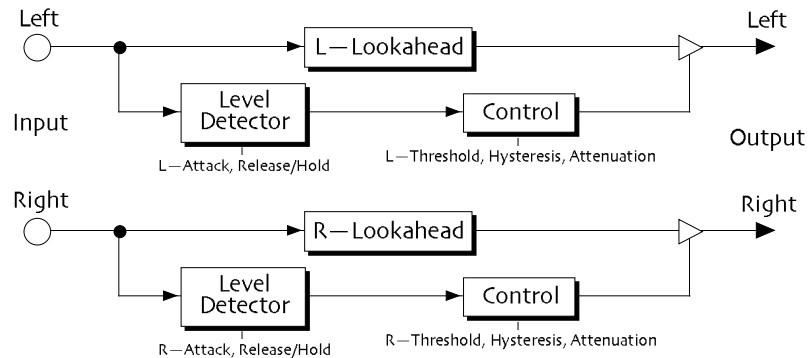 Left
Left
L—Lookahead
Level
Detector
Control
Input
Output
L—Attack, Release/Hold
L—Threshold, Hysteresis, Attenuation
Right
Right
R—Lookahead
Level
Detector
Control
R—Attack, Release/Hold
R—Threshold, Hysteresis, Attenuation